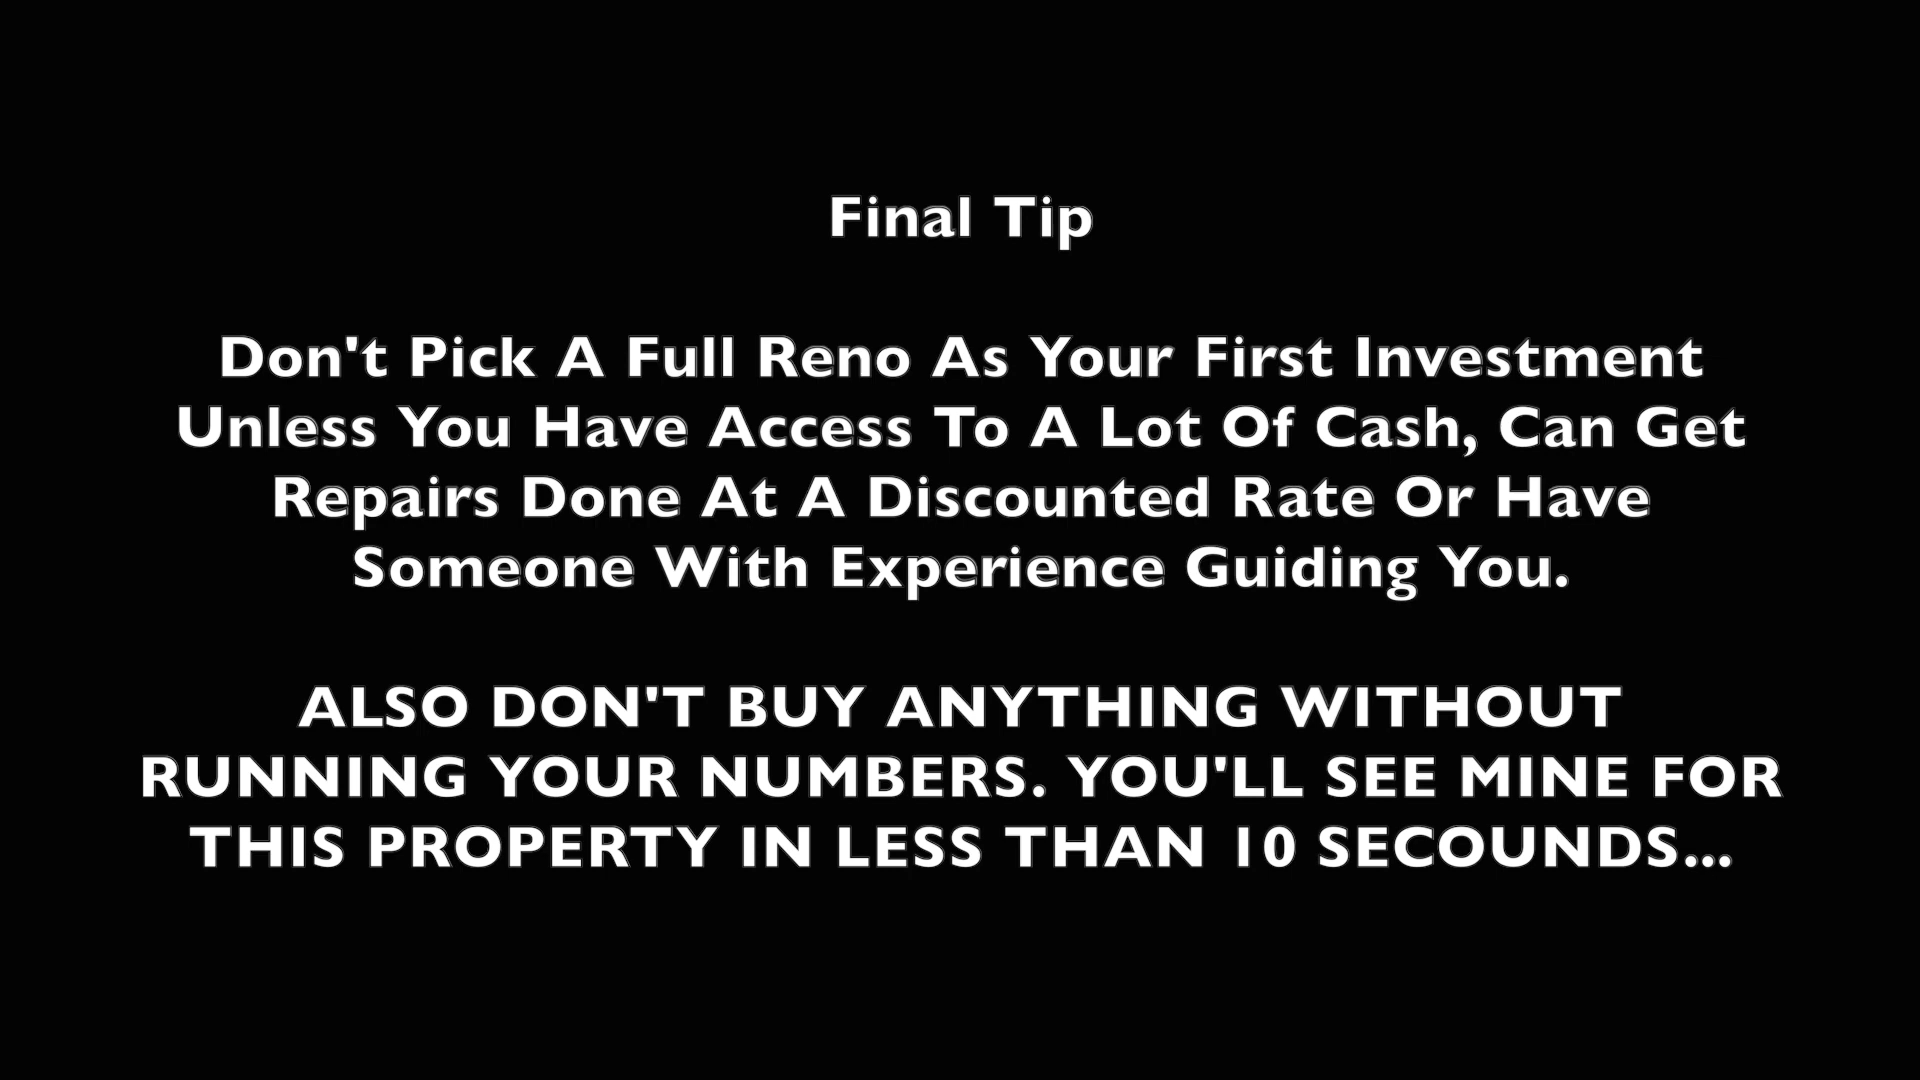 Final Tip
Don't Pick A Full Reno As Your First Investment
Unless You Have Access To A Lot Of Cash, Can Get
Repairs Done At A Discounted Rate Or Have
Someone With Experience Guiding You.
ALSO DON'T BUY ANYTHING WITHOUT
RUNNING YOUR NUMBERS. YOU'LL SEE MINE FOR
THIS PROPERTY IN LESS THAN 10 SECOUNDS...